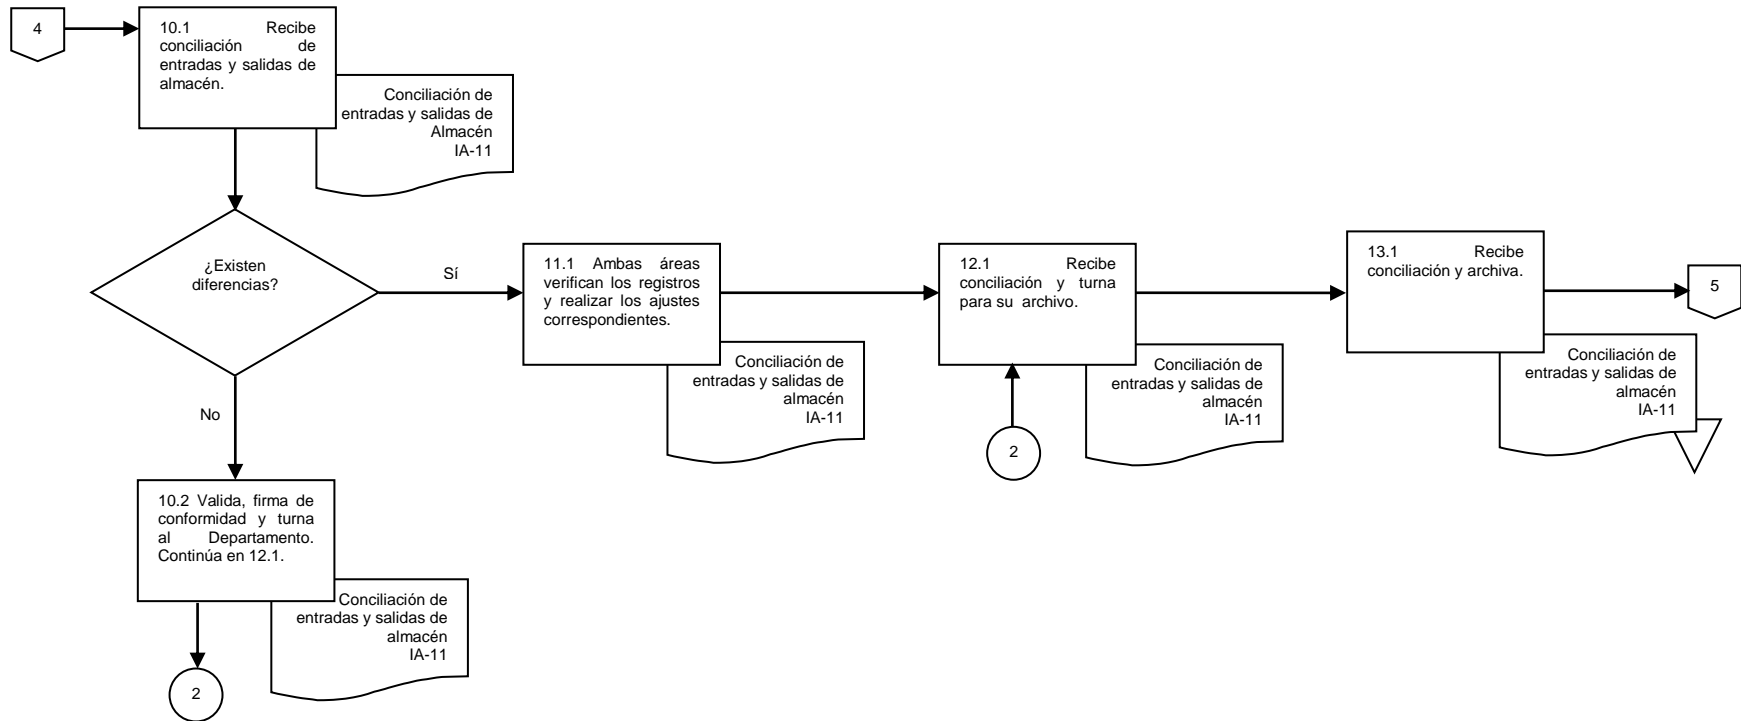 4
10.1 Recibe
conciliación de
entradas y salidas de
almacén.
Conciliación de
entradas y salidas de
Almacén
IA-11
¿Existen
diferencias?
Sí
No
11.1 Ambas áreas
verifican los registros
y realizar los ajustes
correspondientes.
Conciliación de
entradas y salidas de
almacén
IA-11
12.1 Recibe
conciliación y turna
para su archivo.
Conciliación de
entradas y salidas de
almacén
IA-11
2
13.1 Recibe
conciliación y archiva.
Conciliación de
entradas y salidas de
almacén
IA-11
5
10.2 Valida, firma de
conformidad y turna
al Departamento.
Continúa en 12.1.
Conciliación de
entradas y salidas de
almacén
IA-11
2